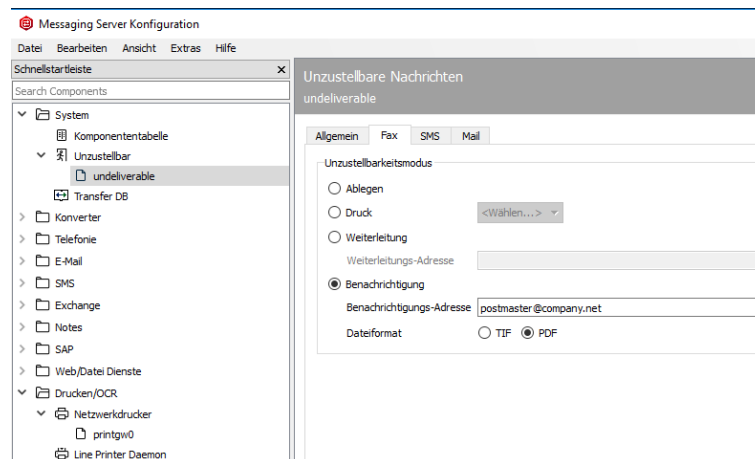 Messaging Server Konfiguration
Datei Bearbeiten Ansicht Extras Hilfe
Schnellstartleiste
Search Components
System
Komponententabelle
Unzustellbar
undeliverable
Transfer DB
Konverter
Telefonie
E-Mail
SMS
Exchange
Notes
SAP
Web/Datei Dienste
Drucken/OCR
Netzwerkdrucker
printgw0
Line Printer Daemon
Unzustellbare Nachrichten
undeliverable
Allgemein Fax SMS Mail
Unzustellbarkeitsmodus
Ablegen
Druck <Wählen...>
Weiterleitung
Weiterleitungs-Adresse
Benachrichtigung
Benachrichtigungs-Adresse postmaster@company.net
Dateiformat TIF PDF